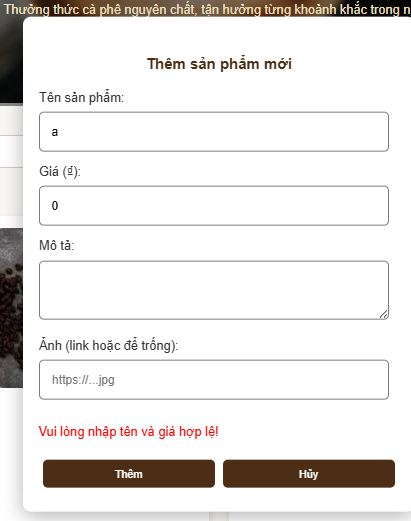 Thưởng thức cà phê nguyên chất, tận hưởng từng khoảnh khắc trong n
Thêm sản phẩm mới
Tên sản phẩm:
a
Giá (₫):
0
Mô tả:
Ảnh (link hoặc để trống):
https://...jpg
Vui lòng nhập tên và giá hợp lệ!
Thêm Hủy